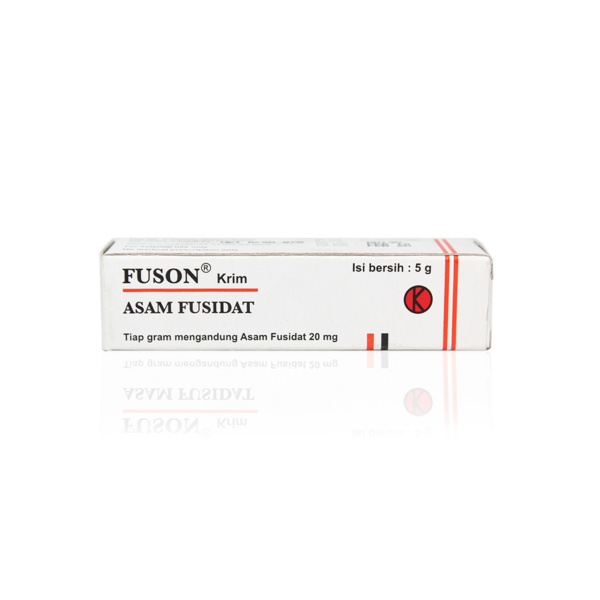 FUSON® Krim
Isi bersih : 5 g
ASAM FUSIDAT
K
Tiap gram mengandung Asam Fusidat 20 mg